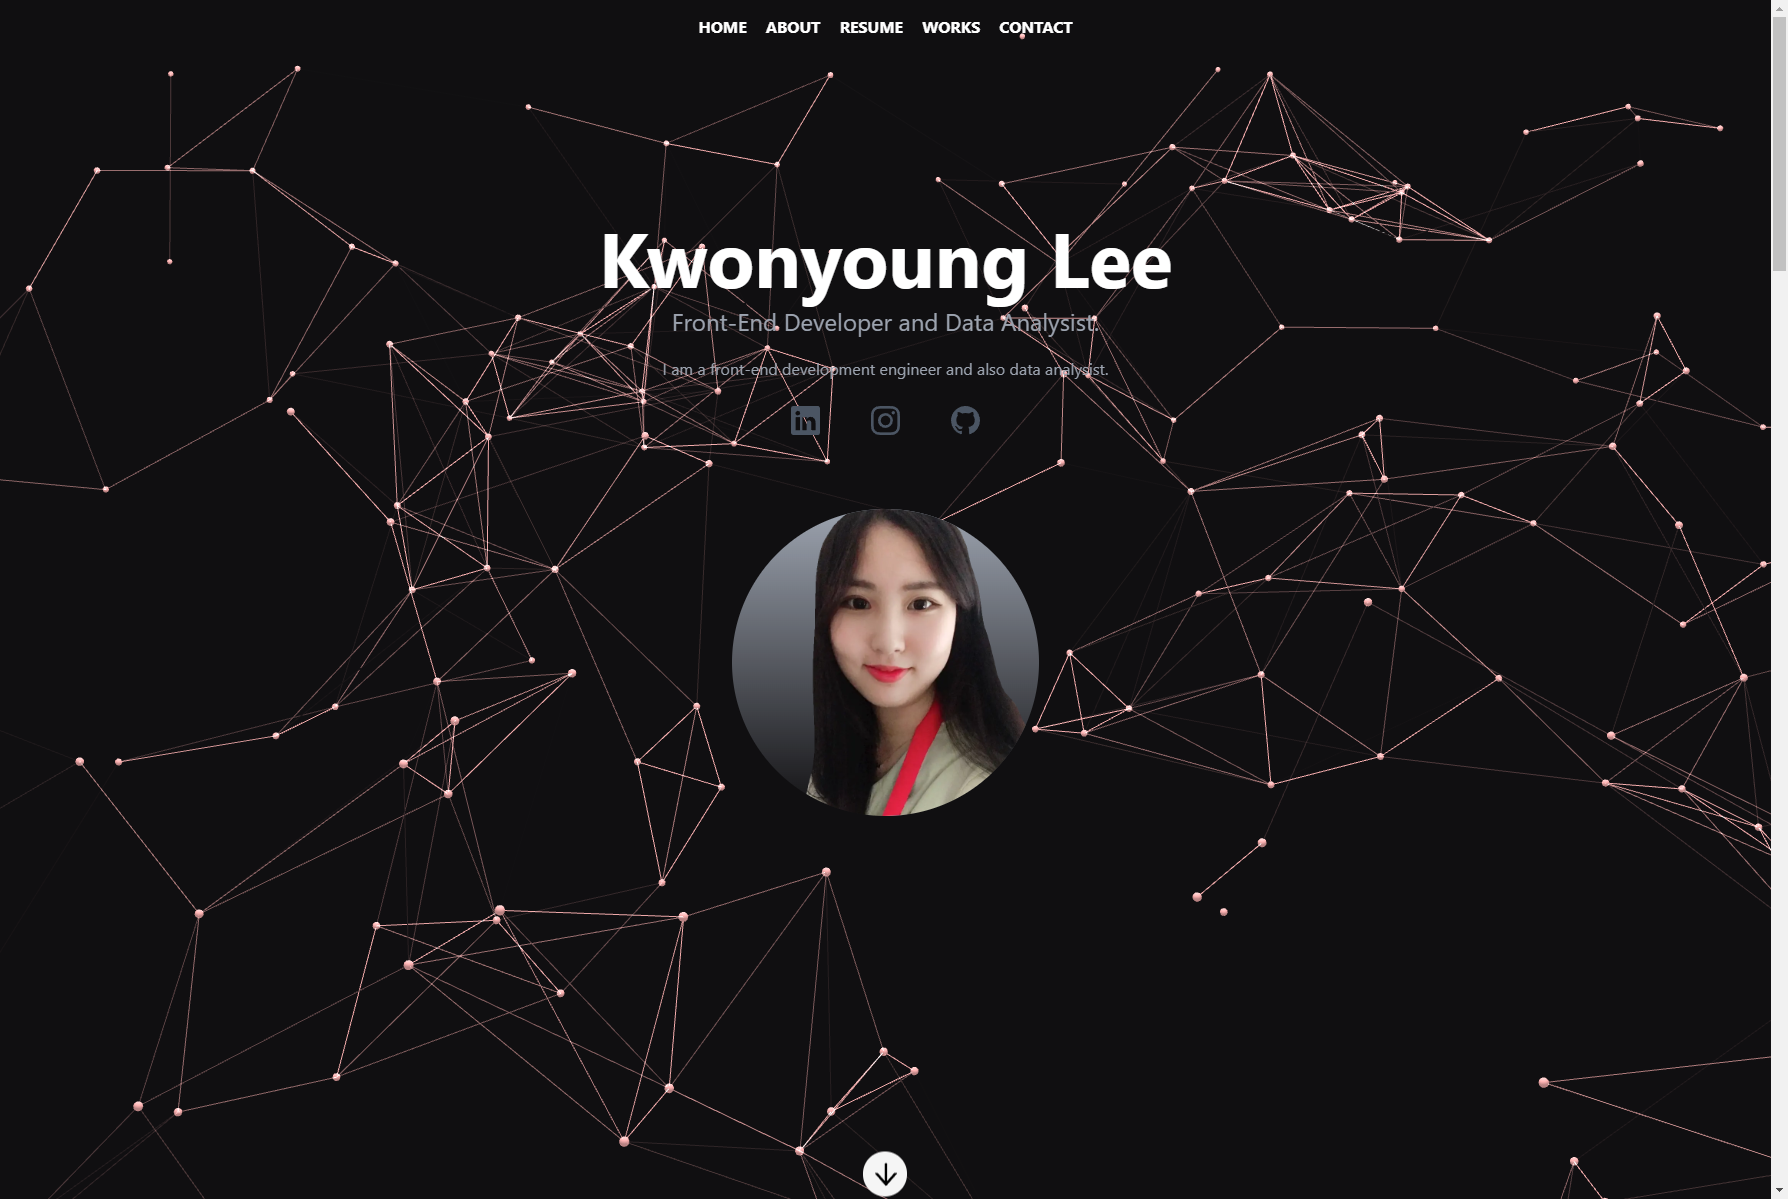 HOME ABOUT RESUME WORKS CONTACT
Kwonyoung Lee
Front-End Developer and Data Analysist.
I am a front-end development engineer and also data analysist.
in